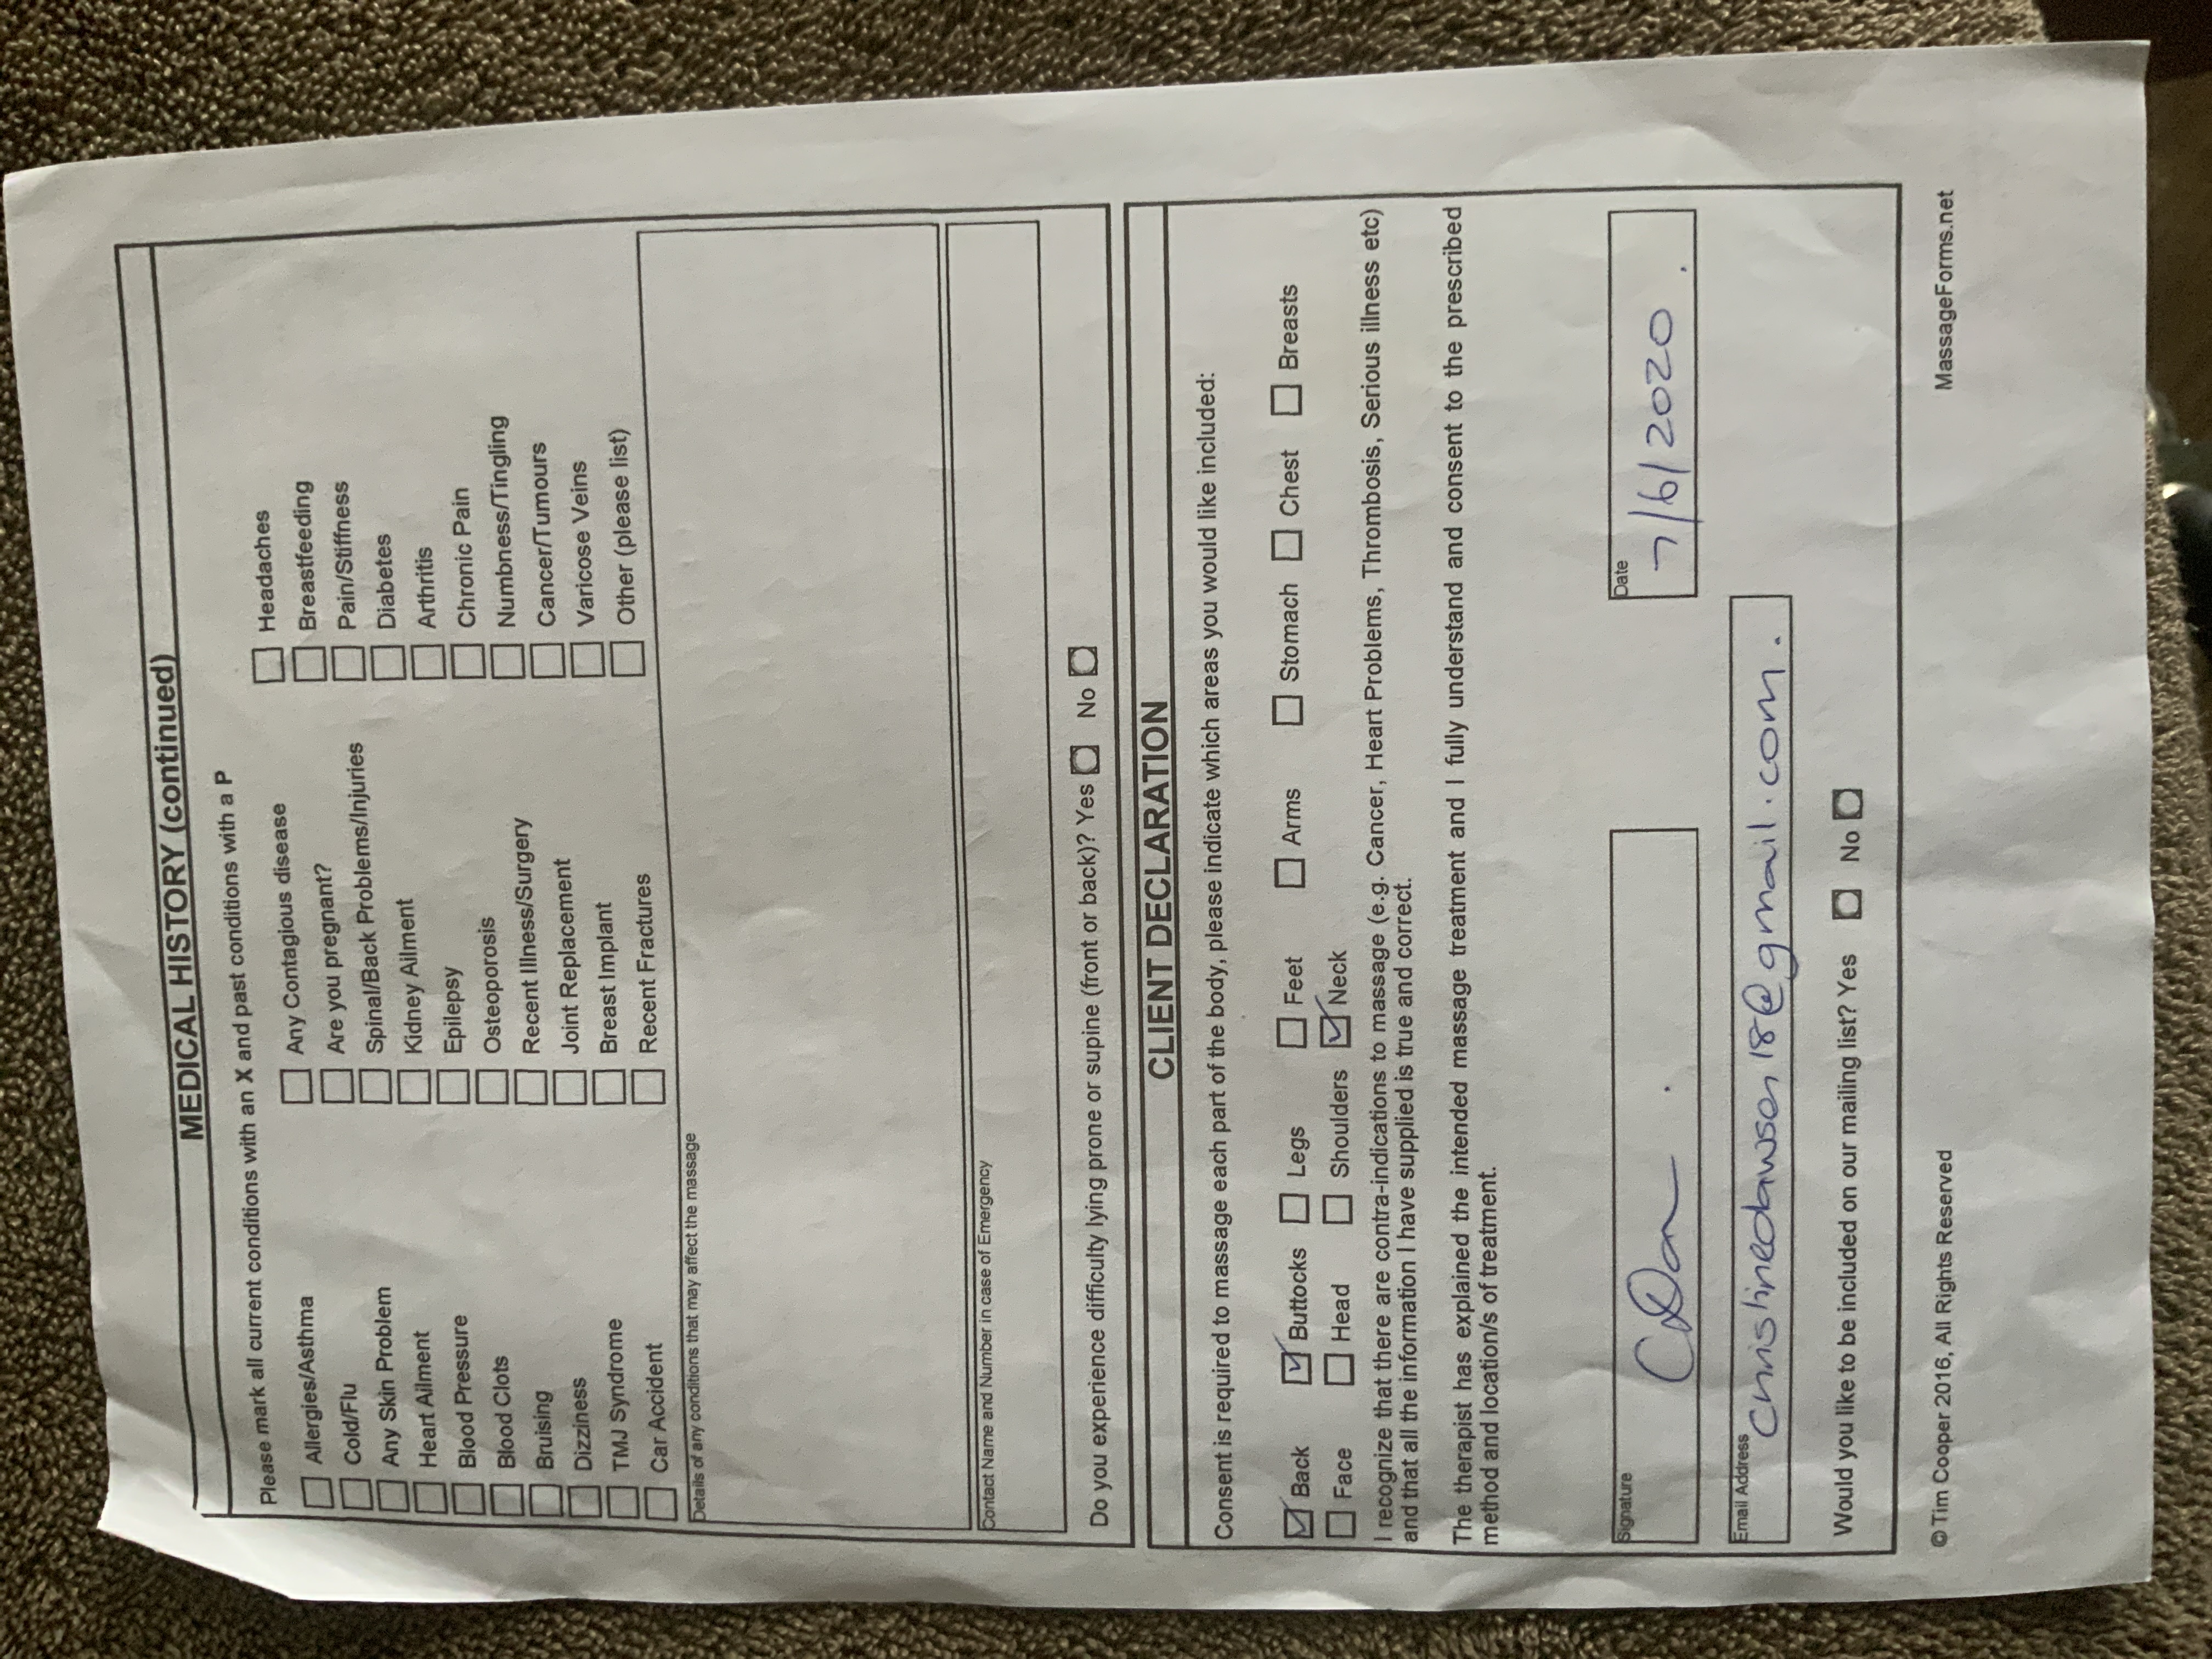 MEDICAL HISTORY (continued)
Please mark all current conditions with an X and past conditions with a P
Allergies/Asthma Any Contagious disease Headaches
Cold/Flu Are you pregnant? Breastfeeding
Any Skin Problem Spinal/Back Problems/Injuries Pain/Stiffness
Heart Ailment Kidney Ailment Diabetes
Blood Pressure Epilepsy Arthritis
Blood Clots Osteoporosis Chronic Pain
Bruising Recent Illness/Surgery Numbness/Tingling
Dizziness Joint Replacement Cancer/Tumours
TMJ Syndrome Breast Implant Varicose Veins
Car Accident Recent Fractures Other (please list)
Details of any conditions that may affect the massage
Contact Name and Number in case of Emergency
Do you experience difficulty lying prone or supine (front or back)? Yes No
CLIENT DECLARATION
Consent is required to massage each part of the body, please indicate which areas you would like included:
Back Buttocks Legs Feet Arms Stomach Chest Breasts
Face Head Shoulders Neck
I recognize that there are contra-indications to massage (e.g. Cancer, Heart Problems, Thrombosis, Serious illness etc)
and that all the information I have supplied is true and correct.
The therapist has explained the intended massage treatment and I fully understand and consent to the prescribed
method and location/s of treatment.
Signature Date
7/6/2020.
Email Address
christinedawson18@gmail.com.
Would you like to be included on our mailing list? Yes No
© Tim Cooper 2016, All Rights Reserved MassageForms.net